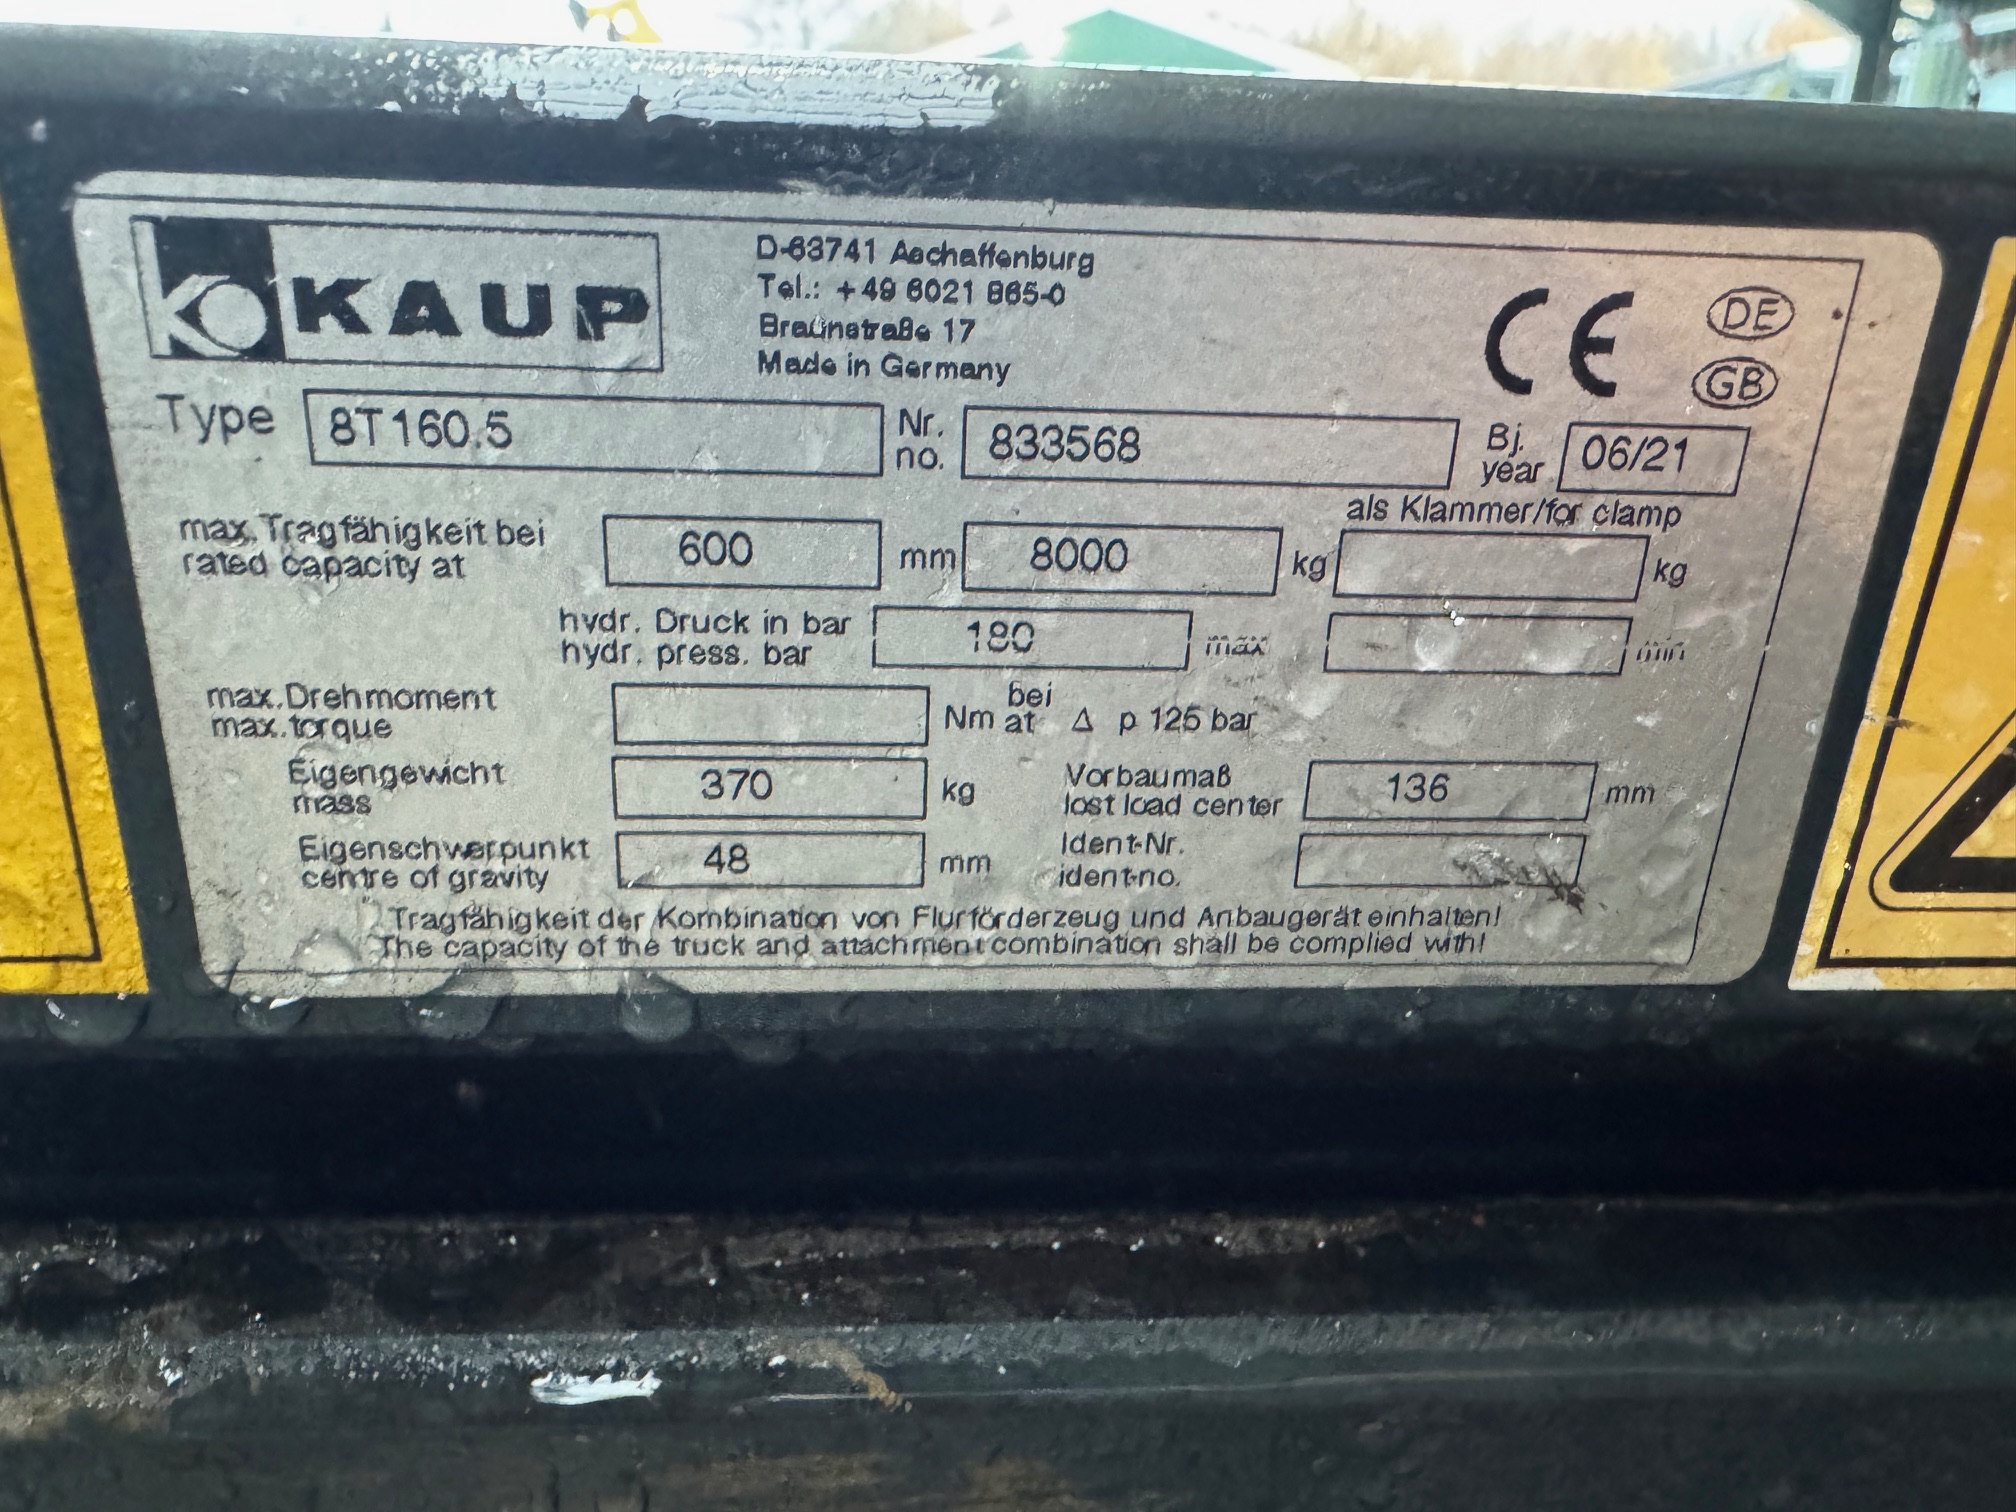 KAUP
D-63741 Aschaffenburg
Tel.: +49 6021 865-0
Braunstraße 17
Made in Germany
CE
DE
GB
Type 8T160.5 Nr. no. 833568 Bj. year 06/21
als Klammer/for clamp
max. Tragfähigkeit bei
rated capacity at 600 mm 8000 kg kg
hydr. Druck in bar
hydr. press. bar 180 max - min
max. Drehmoment
max. torque Nm bei at Δ p 125 bar
Eigengewicht
mass 370 kg
Vorbaumaß
lost load center 136 mm
Eigenschwerpunkt
centre of gravity 48 mm
Ident-Nr.
ident-no.
Tragfähigkeit der Kombination von Flurförderzeug und Anbaugerät einhalten!
The capacity of the truck and attachment combination shall be complied with!